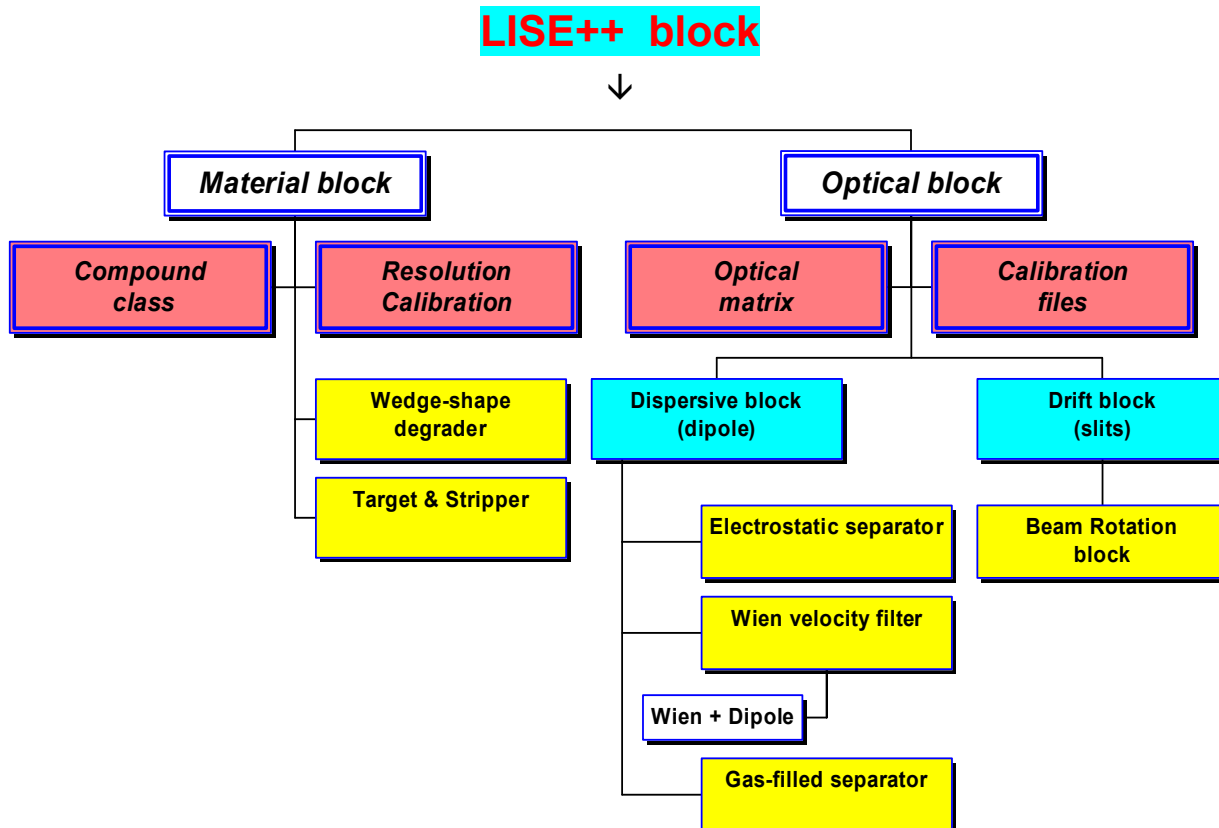 LISE++ block
Material block
Optical block
Compound
class
Resolution
Calibration
Optical
matrix
Calibration
files
Wedge-shape
degrader
Target & Stripper
Dispersive block
(dipole)
Drift block
(slits)
Electrostatic separator
Beam Rotation
block
Wien velocity filter
Wien + Dipole
Gas-filled separator